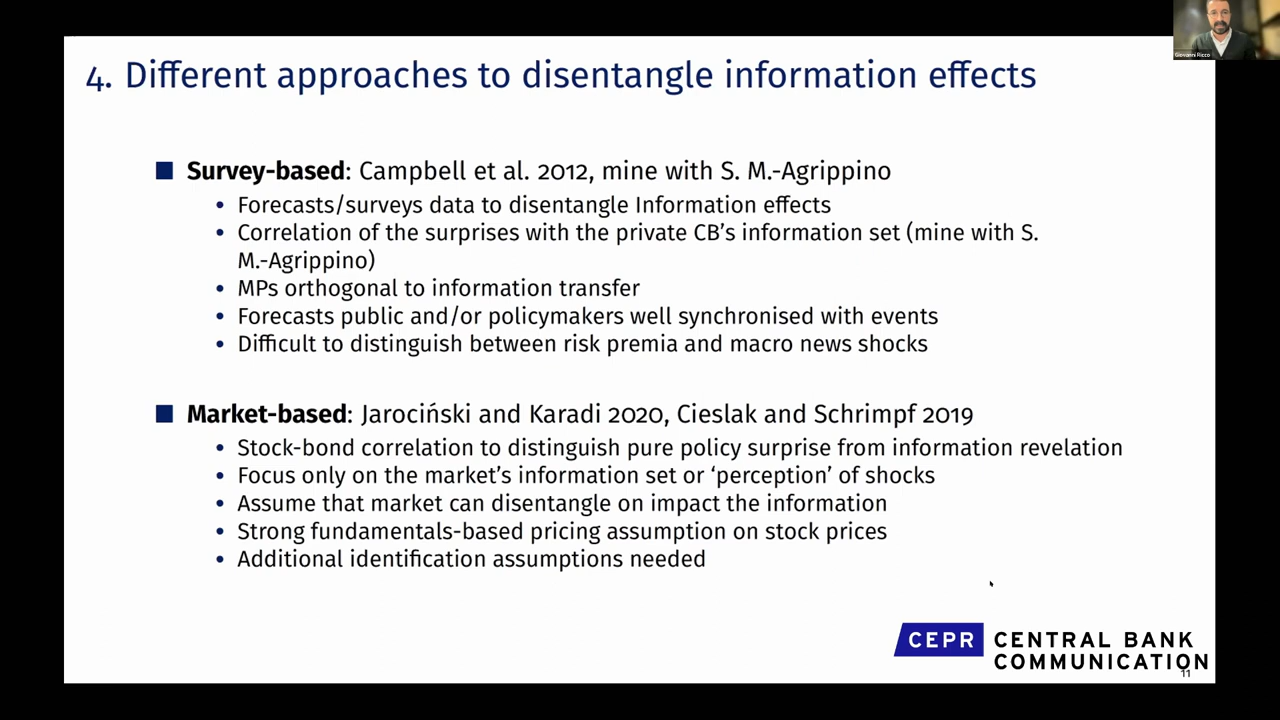 Giovanni Ricco
4. Different approaches to disentangle information effects
■ Survey-based: Campbell et al. 2012, mine with S. M.-Agrippino
• Forecasts/surveys data to disentangle Information effects
• Correlation of the surprises with the private CB's information set (mine with S.
M.-Agrippino)
• MPs orthogonal to information transfer
• Forecasts public and/or policymakers well synchronised with events
• Difficult to distinguish between risk premia and macro news shocks
■ Market-based: Jarociński and Karadi 2020, Cieslak and Schrimpf 2019
• Stock-bond correlation to distinguish pure policy surprise from information revelation
• Focus only on the market's information set or ‘perception’ of shocks
• Assume that market can disentangle on impact the information
• Strong fundamentals-based pricing assumption on stock prices
• Additional identification assumptions needed
CEPR CENTRAL BANK
COMMUNICATION
11